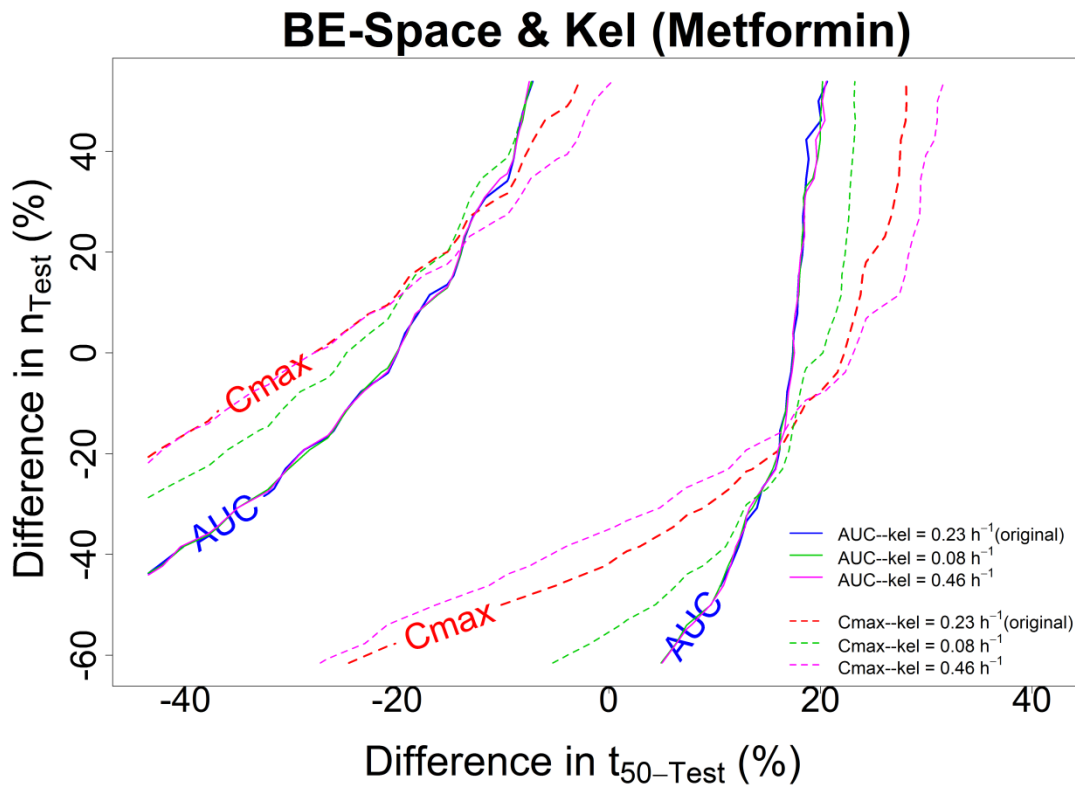 BE-Space & Kel (Metformin)
Difference in n_Test (%)
40
20
0
-20
-40
-60
Cmax
AUC
Cmax
AUC
AUC--kel = 0.23 h⁻¹(original)
AUC--kel = 0.08 h⁻¹
AUC--kel = 0.46 h⁻¹
Cmax--kel = 0.23 h⁻¹(original)
Cmax--kel = 0.08 h⁻¹
Cmax--kel = 0.46 h⁻¹
-40 -20 0 20 40
Difference in t_50–Test (%)